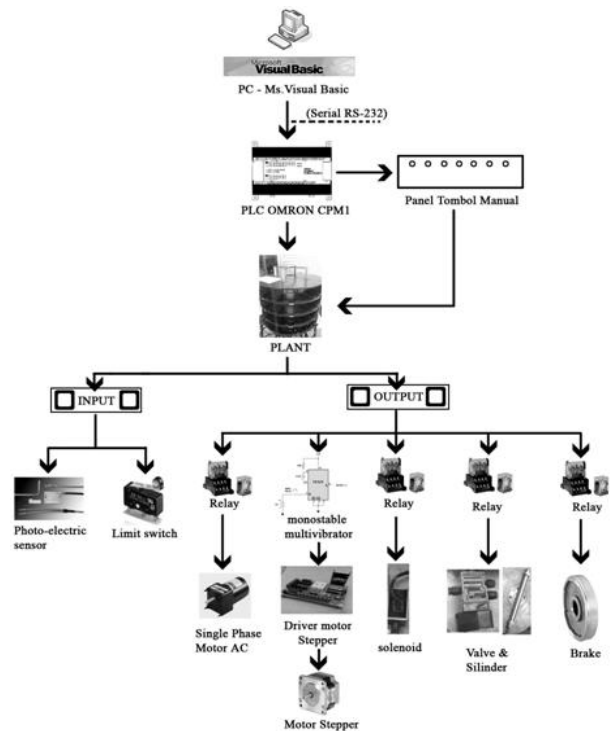 Microsoft
Visual Basic
PC - Ms.Visual Basic
(Serial RS-232)
PLC OMRON CPM1
Panel Tombol Manual
PLANT
INPUT
OUTPUT
Photo-electric
sensor
Limit switch
Relay
monostable
multivibrator
Relay
Relay
Relay
Single Phase
Motor AC
Driver motor
Stepper
solenoid
Valve &
Silinder
Brake
Motor Stepper